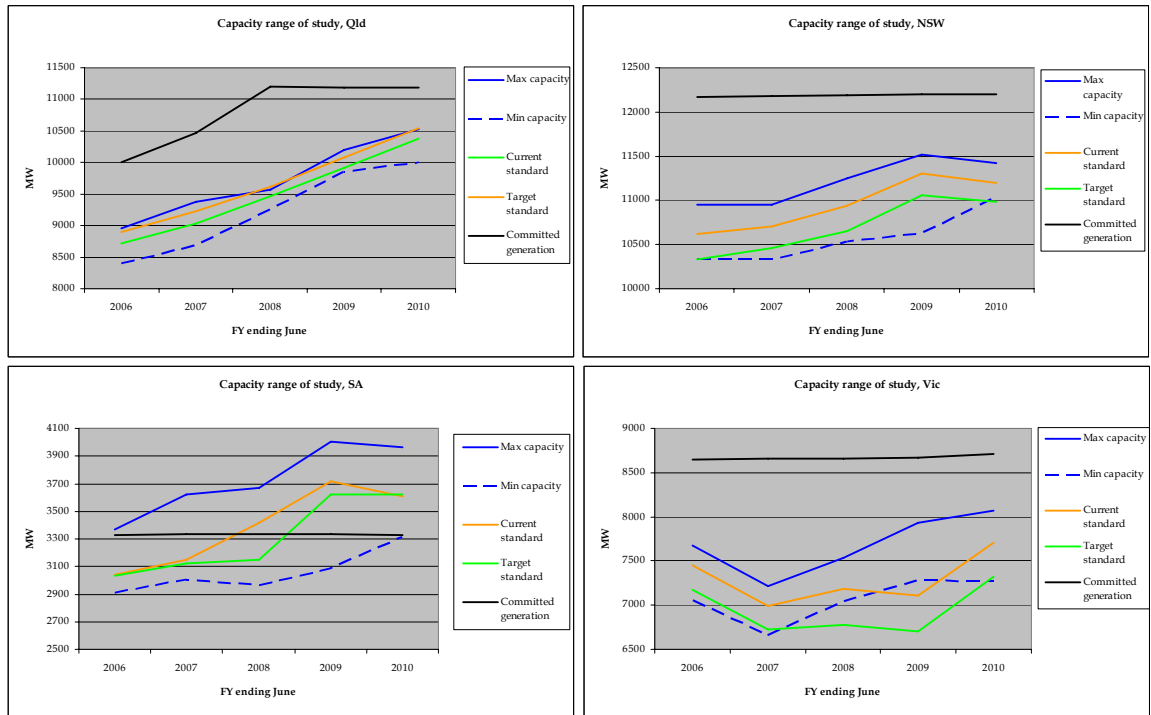 Capacity range of study, Qld
11500
11000
10500
10000
9500
9000
8500
8000
MW
2006 2007 2008 2009 2010
FY ending June
Max capacity
Min capacity
Current
standard
Target
standard
Committed
generation
Capacity range of study, NSW
12500
12000
11500
11000
10500
10000
MW
2006 2007 2008 2009 2010
FY ending June
Max
capacity
Min
capacity
Current
standard
Target
standard
Committed
generation
Capacity range of study, SA
4100
3900
3700
3500
3300
3100
2900
2700
2500
MW
2006 2007 2008 2009 2010
FY ending June
Max capacity
Min capacity
Current
standard
Target
standard
Committed
generation
Capacity range of study, Vic
9000
8500
8000
7500
7000
6500
MW
2006 2007 2008 2009 2010
FY ending June
Max capacity
Min capacity
Current
standard
Target
standard
Committed
generation